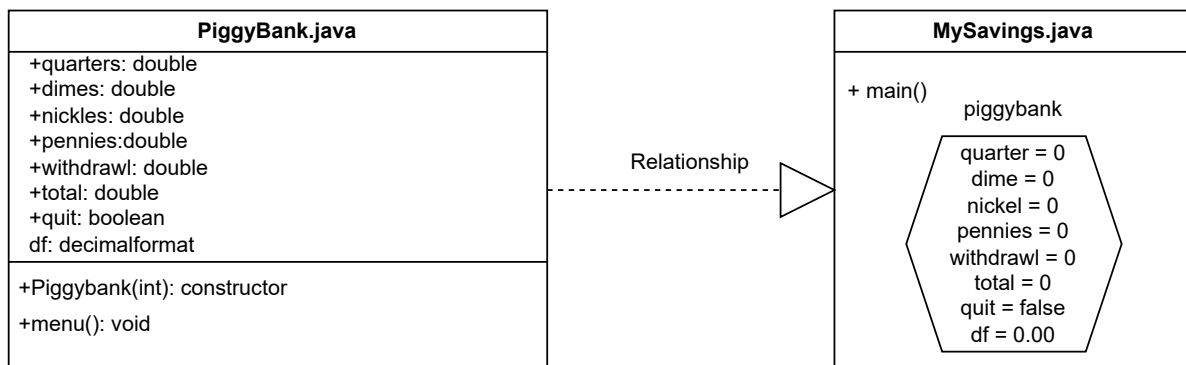 PiggyBank.java
+quarters: double
+dimes: double
+nickles: double
+pennies:double
+withdrawl: double
+total: double
+quit: boolean
df: decimalformat
+Piggybank(int): constructor
+menu(): void
Relationship
MySavings.java
+ main()
piggybank
quarter = 0
dime = 0
nickel = 0
pennies = 0
withdrawl = 0
total = 0
quit = false
df = 0.00